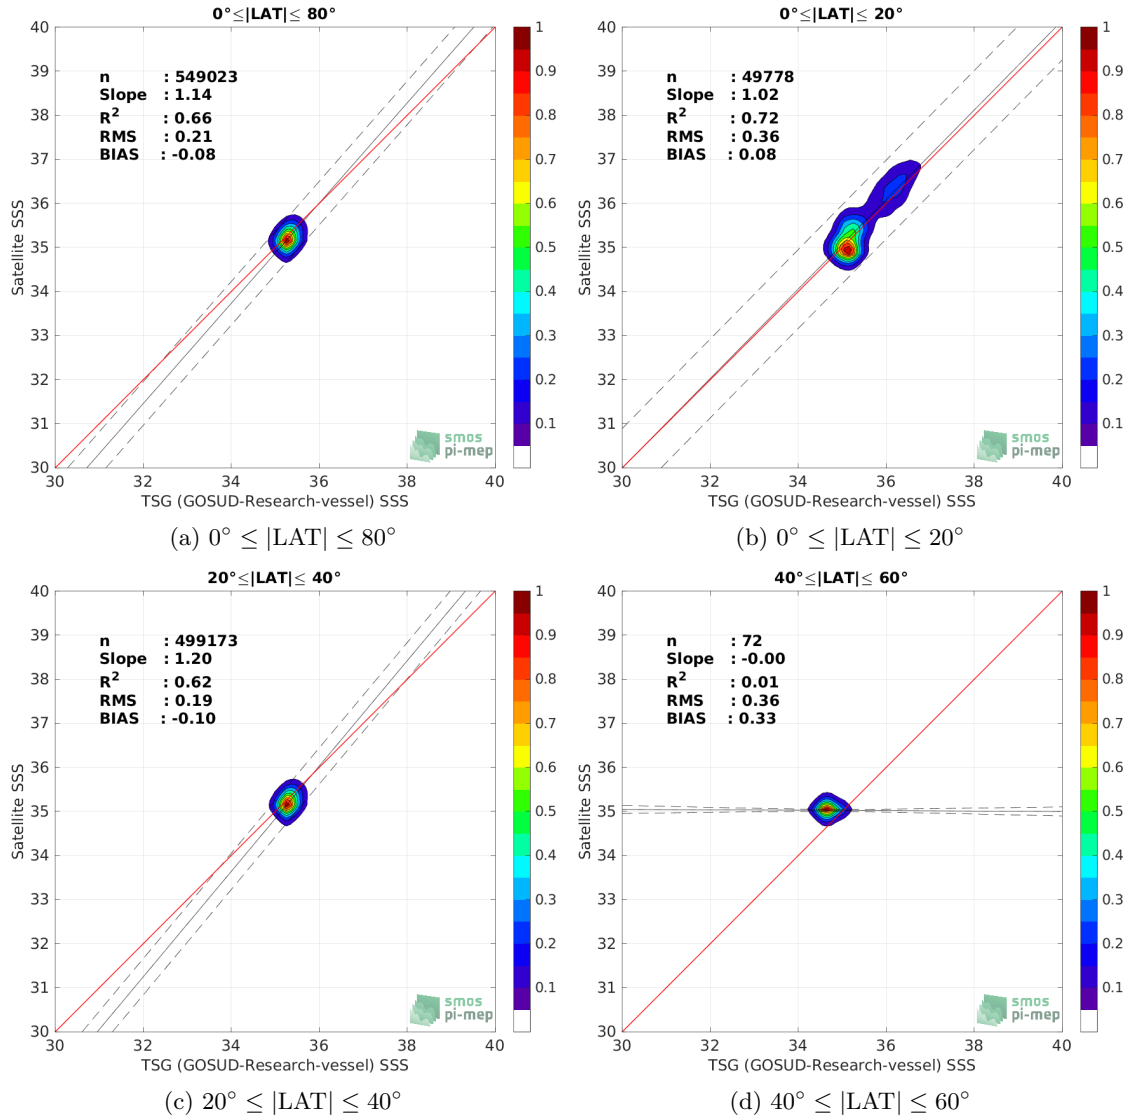 0°≤|LAT|≤ 80°
n : 549023
Slope : 1.14
R² : 0.66
RMS : 0.21
BIAS : -0.08
Satellite SSS
40
39
38
37
36
35
34
33
32
31
30
30 32 34 36 38 40
TSG (GOSUD-Research-vessel) SSS
smos
pi-mep
1
0.9
0.8
0.7
0.6
0.5
0.4
0.3
0.2
0.1
(a) 0° ≤ |LAT| ≤ 80°
0°≤|LAT|≤ 20°
n : 49778
Slope : 1.02
R² : 0.72
RMS : 0.36
BIAS : 0.08
Satellite SSS
40
39
38
37
36
35
34
33
32
31
30
30 32 34 36 38 40
TSG (GOSUD-Research-vessel) SSS
smos
pi-mep
1
0.9
0.8
0.7
0.6
0.5
0.4
0.3
0.2
0.1
(b) 0° ≤ |LAT| ≤ 20°
20°≤|LAT|≤ 40°
n : 499173
Slope : 1.20
R² : 0.62
RMS : 0.19
BIAS : -0.10
Satellite SSS
40
39
38
37
36
35
34
33
32
31
30
30 32 34 36 38 40
TSG (GOSUD-Research-vessel) SSS
smos
pi-mep
1
0.9
0.8
0.7
0.6
0.5
0.4
0.3
0.2
0.1
(c) 20° ≤ |LAT| ≤ 40°
40°≤|LAT|≤ 60°
n : 72
Slope : -0.00
R² : 0.01
RMS : 0.36
BIAS : 0.33
Satellite SSS
40
39
38
37
36
35
34
33
32
31
30
30 32 34 36 38 40
TSG (GOSUD-Research-vessel) SSS
smos
pi-mep
1
0.9
0.8
0.7
0.6
0.5
0.4
0.3
0.2
0.1
(d) 40° ≤ |LAT| ≤ 60°